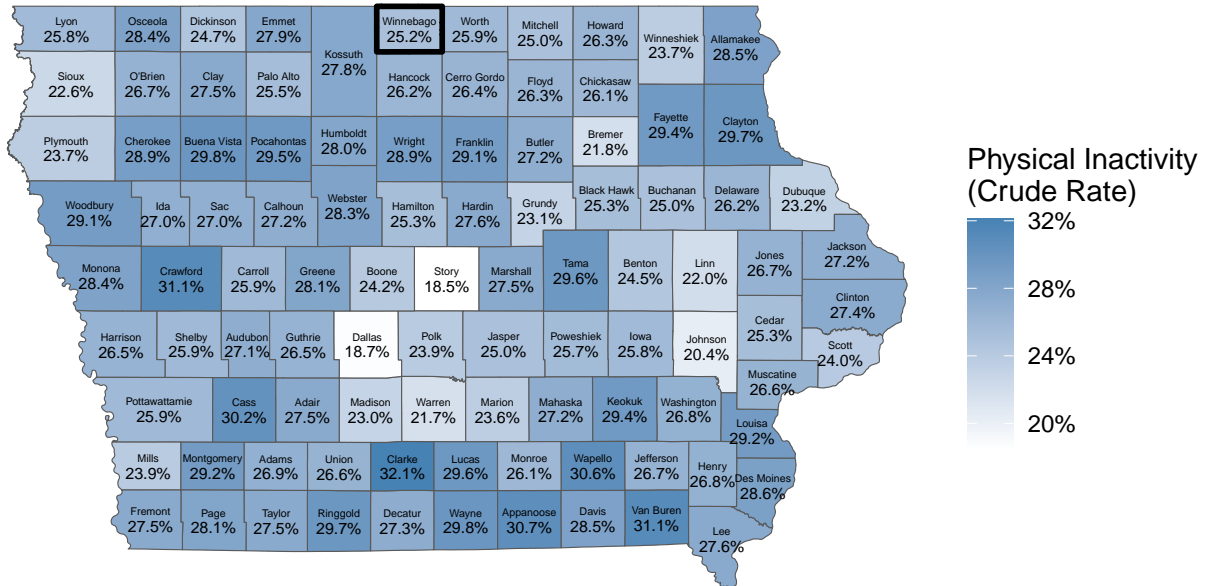 Lyon
25.8%
Osceola
28.4%
Dickinson
24.7%
Emmet
27.9%
Winnebago
25.2%
Worth
25.9%
Mitchell
25.0%
Howard
26.3%
Winneshiek
23.7%
Allamakee
28.5%
Kossuth
27.8%
Sioux
22.6%
O'Brien
26.7%
Clay
27.5%
Palo Alto
25.5%
Hancock
26.2%
Cerro Gordo
26.4%
Floyd
26.3%
Chickasaw
26.1%
Fayette
29.4%
Clayton
29.7%
Plymouth
23.7%
Cherokee
28.9%
Buena Vista
29.8%
Pocahontas
29.5%
Humboldt
28.0%
Wright
28.9%
Franklin
29.1%
Butler
27.2%
Bremer
21.8%
Woodbury
29.1%
Ida
27.0%
Sac
27.0%
Calhoun
27.2%
Webster
28.3%
Hamilton
25.3%
Hardin
27.6%
Grundy
23.1%
Black Hawk
25.3%
Buchanan
25.0%
Delaware
26.2%
Dubuque
23.2%
Monona
28.4%
Crawford
31.1%
Carroll
25.9%
Greene
28.1%
Boone
24.2%
Story
18.5%
Marshall
27.5%
Tama
29.6%
Benton
24.5%
Linn
22.0%
Jones
26.7%
Jackson
27.2%
Clinton
27.4%
Harrison
26.5%
Shelby
25.9%
Audubon
27.1%
Guthrie
26.5%
Dallas
18.7%
Polk
23.9%
Jasper
25.0%
Poweshiek
25.7%
Iowa
25.8%
Johnson
20.4%
Cedar
25.3%
Scott
24.0%
Muscatine
26.6%
Pottawattamie
25.9%
Cass
30.2%
Adair
27.5%
Madison
23.0%
Warren
21.7%
Marion
23.6%
Mahaska
27.2%
Keokuk
29.4%
Washington
26.8%
Louisa
29.2%
Mills
23.9%
Montgomery
29.2%
Adams
26.9%
Union
26.6%
Clarke
32.1%
Lucas
29.6%
Monroe
26.1%
Wapello
30.6%
Jefferson
26.7%
Henry
26.8%
Des Moines
28.6%
Fremont
27.5%
Page
28.1%
Taylor
27.5%
Ringgold
29.7%
Decatur
27.3%
Wayne
29.8%
Appanoose
30.7%
Davis
28.5%
Van Buren
31.1%
Lee
27.6%
Physical Inactivity
(Crude Rate)
32%
28%
24%
20%